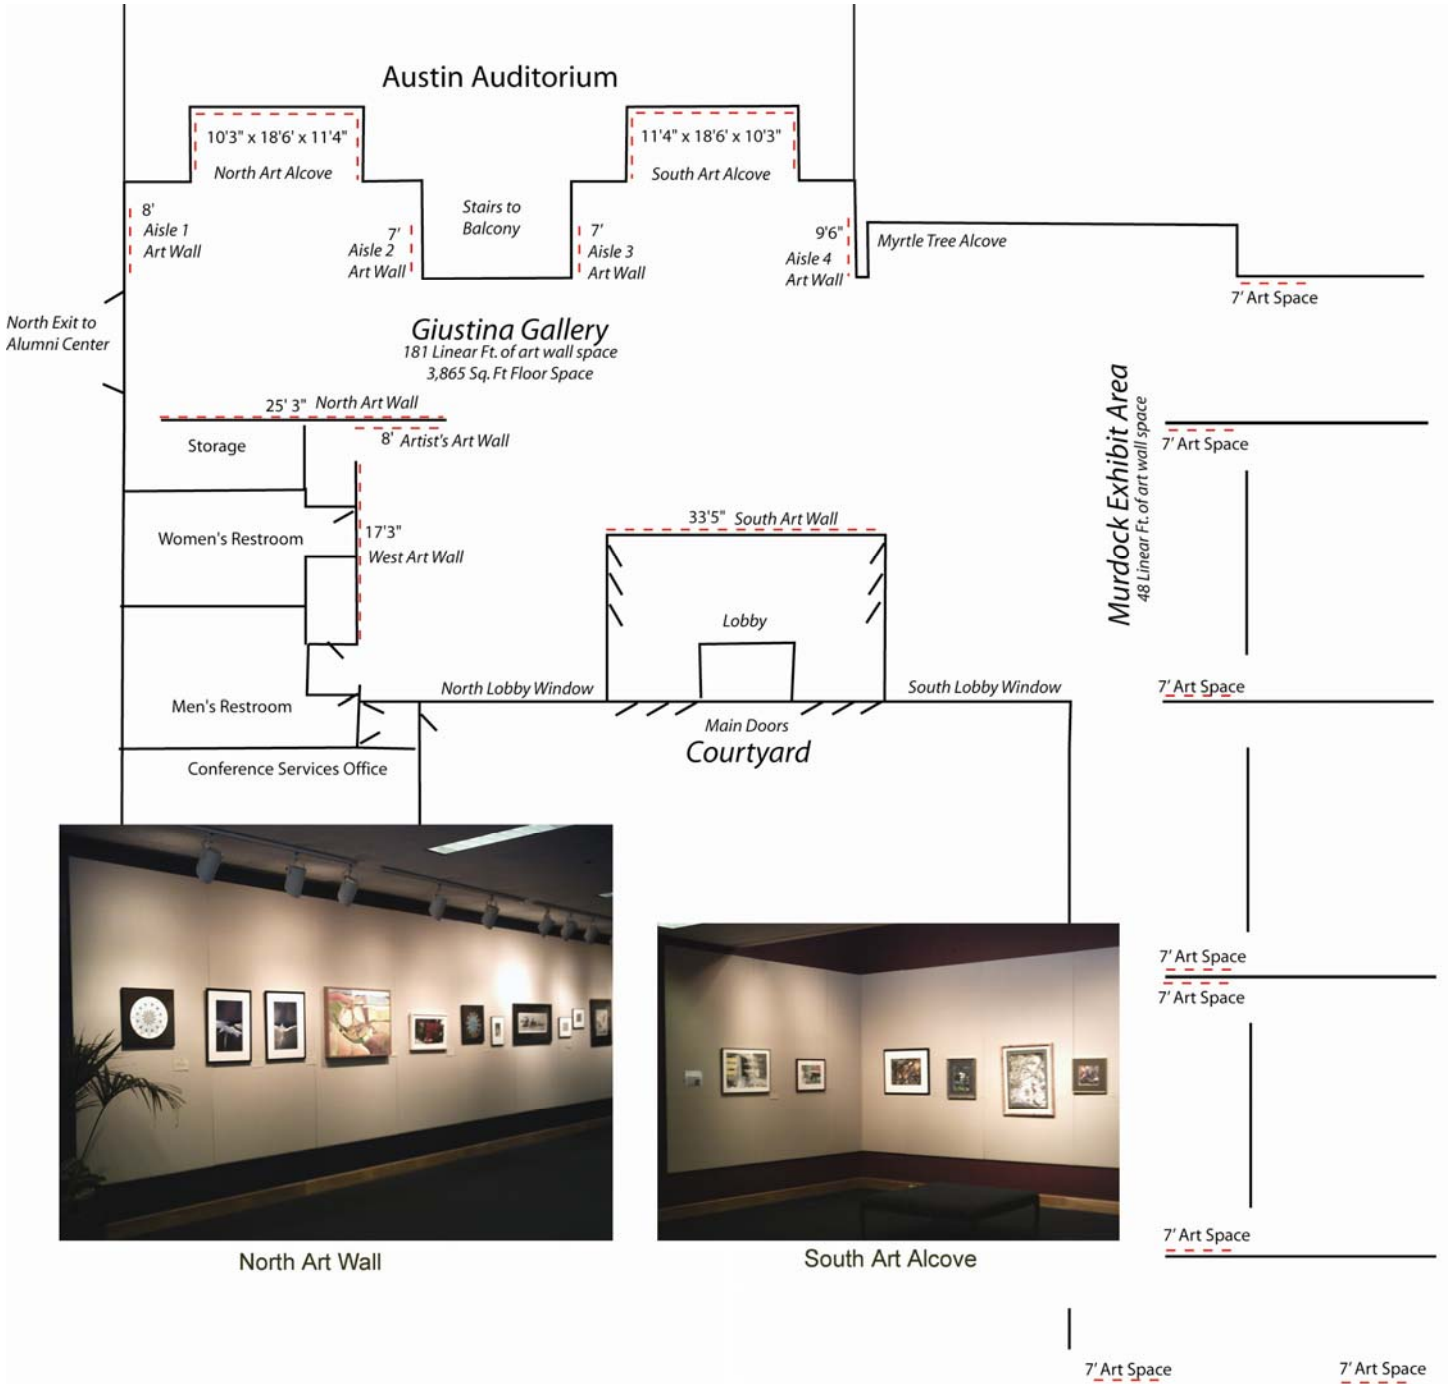 Austin Auditorium
10'3" x 18'6' x 11'4"
North Art Alcove
11'4" x 18'6' x 10'3"
South Art Alcove
8'
Aisle 1
Art Wall
7'
Aisle 2
Art Wall
Stairs to
Balcony
7'
Aisle 3
Art Wall
9'6"
Aisle 4
Art Wall
Myrtle Tree Alcove
7' Art Space
North Exit to
Alumni Center
Giustina Gallery
181 Linear Ft. of art wall space
3,865 Sq. Ft Floor Space
25' 3" North Art Wall
8' Artist's Art Wall
Storage
Murdock Exhibit Area
48 Linear Ft. of art wall space
7' Art Space
Women's Restroom
17'3"
West Art Wall
33'5" South Art Wall
Lobby
Men's Restroom
North Lobby Window
South Lobby Window
7' Art Space
Main Doors
Courtyard
Conference Services Office
7' Art Space
7' Art Space
7' Art Space
North Art Wall
South Art Alcove
7' Art Space
7' Art Space